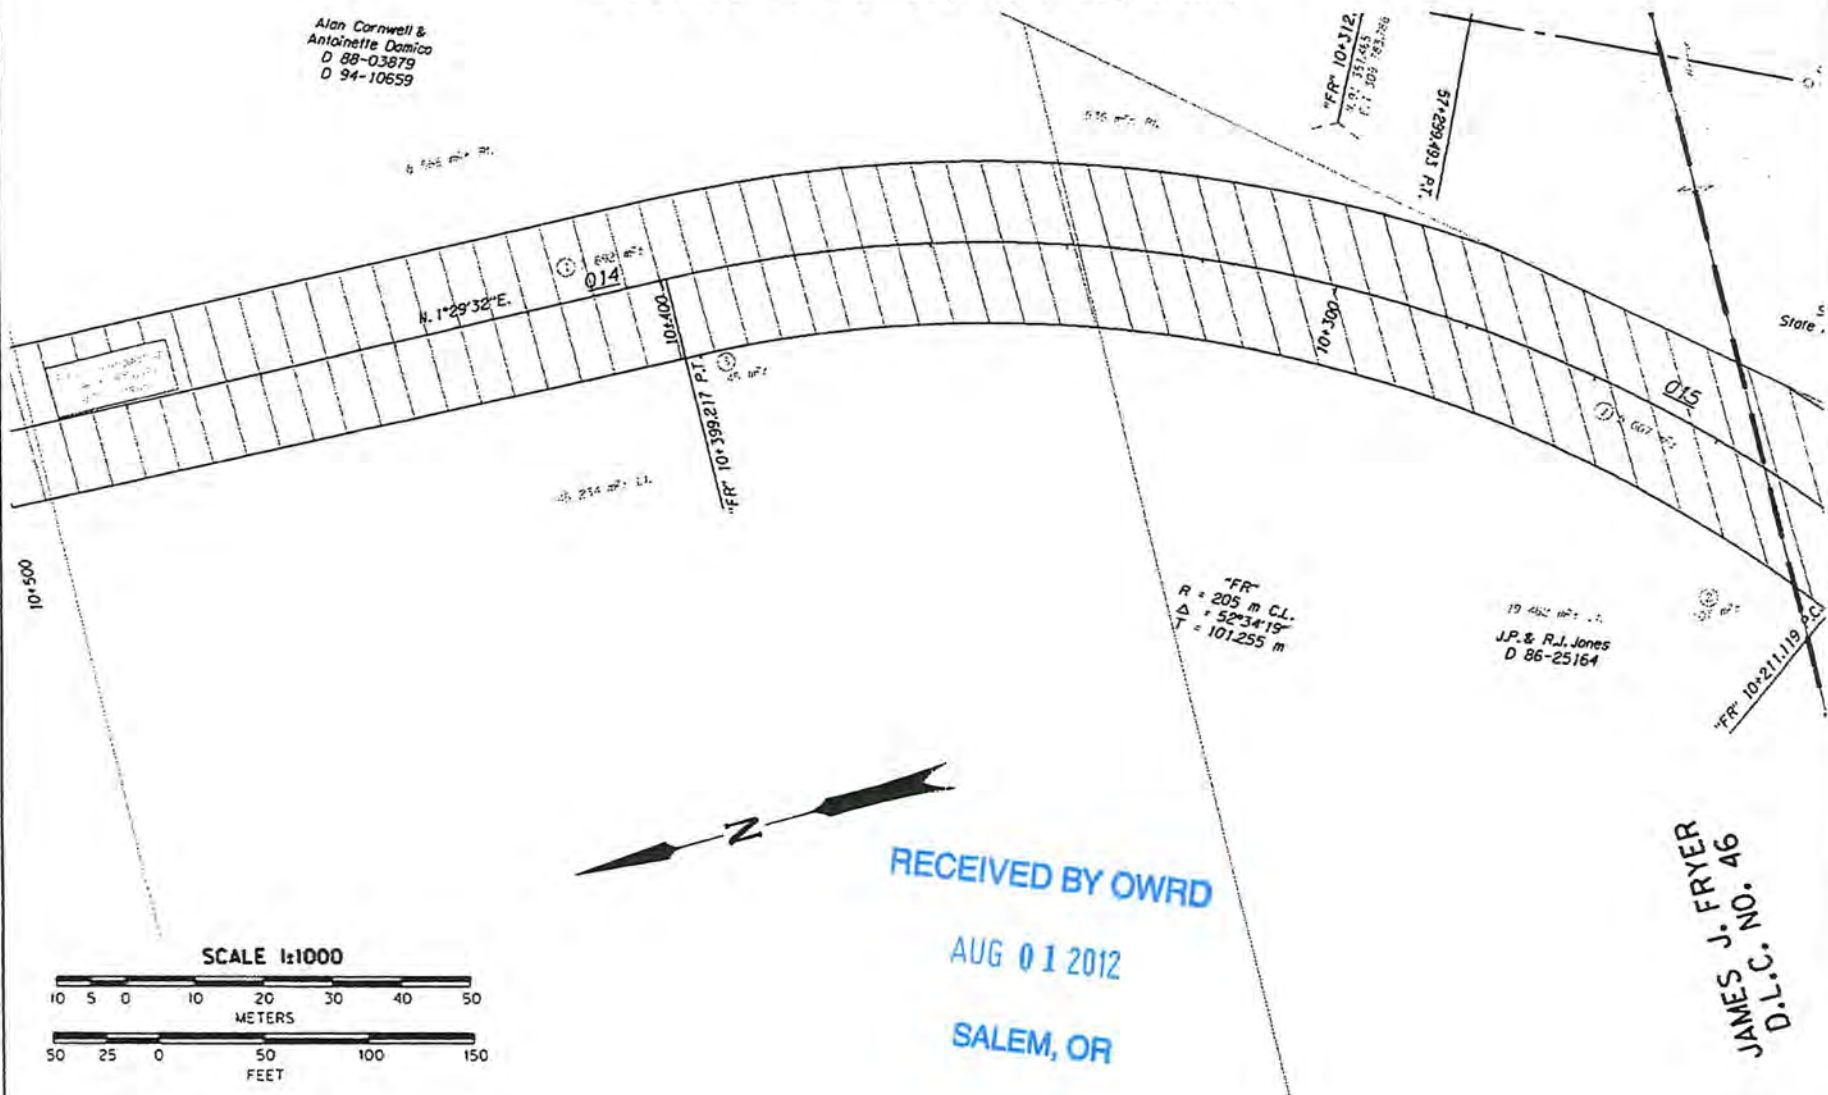 Alan Cornwell &
Antoinette Damico
D 88-03879
D 94-10659
"FR" 10+312.
57+299.493 P.T.
N. 1°29'32"E.
014
10+400
"FR" 10+399.217 P.T.
10+300
015
State
10+500
"FR"
R = 205 m C.L.
Δ = 52°34'19"
T = 101.255 m
J.P. & R.J. Jones
D 86-25164
"FR" 10+211.119 P.C.
N
RECEIVED BY OWRD
AUG 01 2012
SALEM, OR
JAMES J. FRYER
D.L.C. NO. 46
SCALE 1:1000
10 5 0 10 20 30 40 50
METERS
50 25 0 50 100 150
FEET